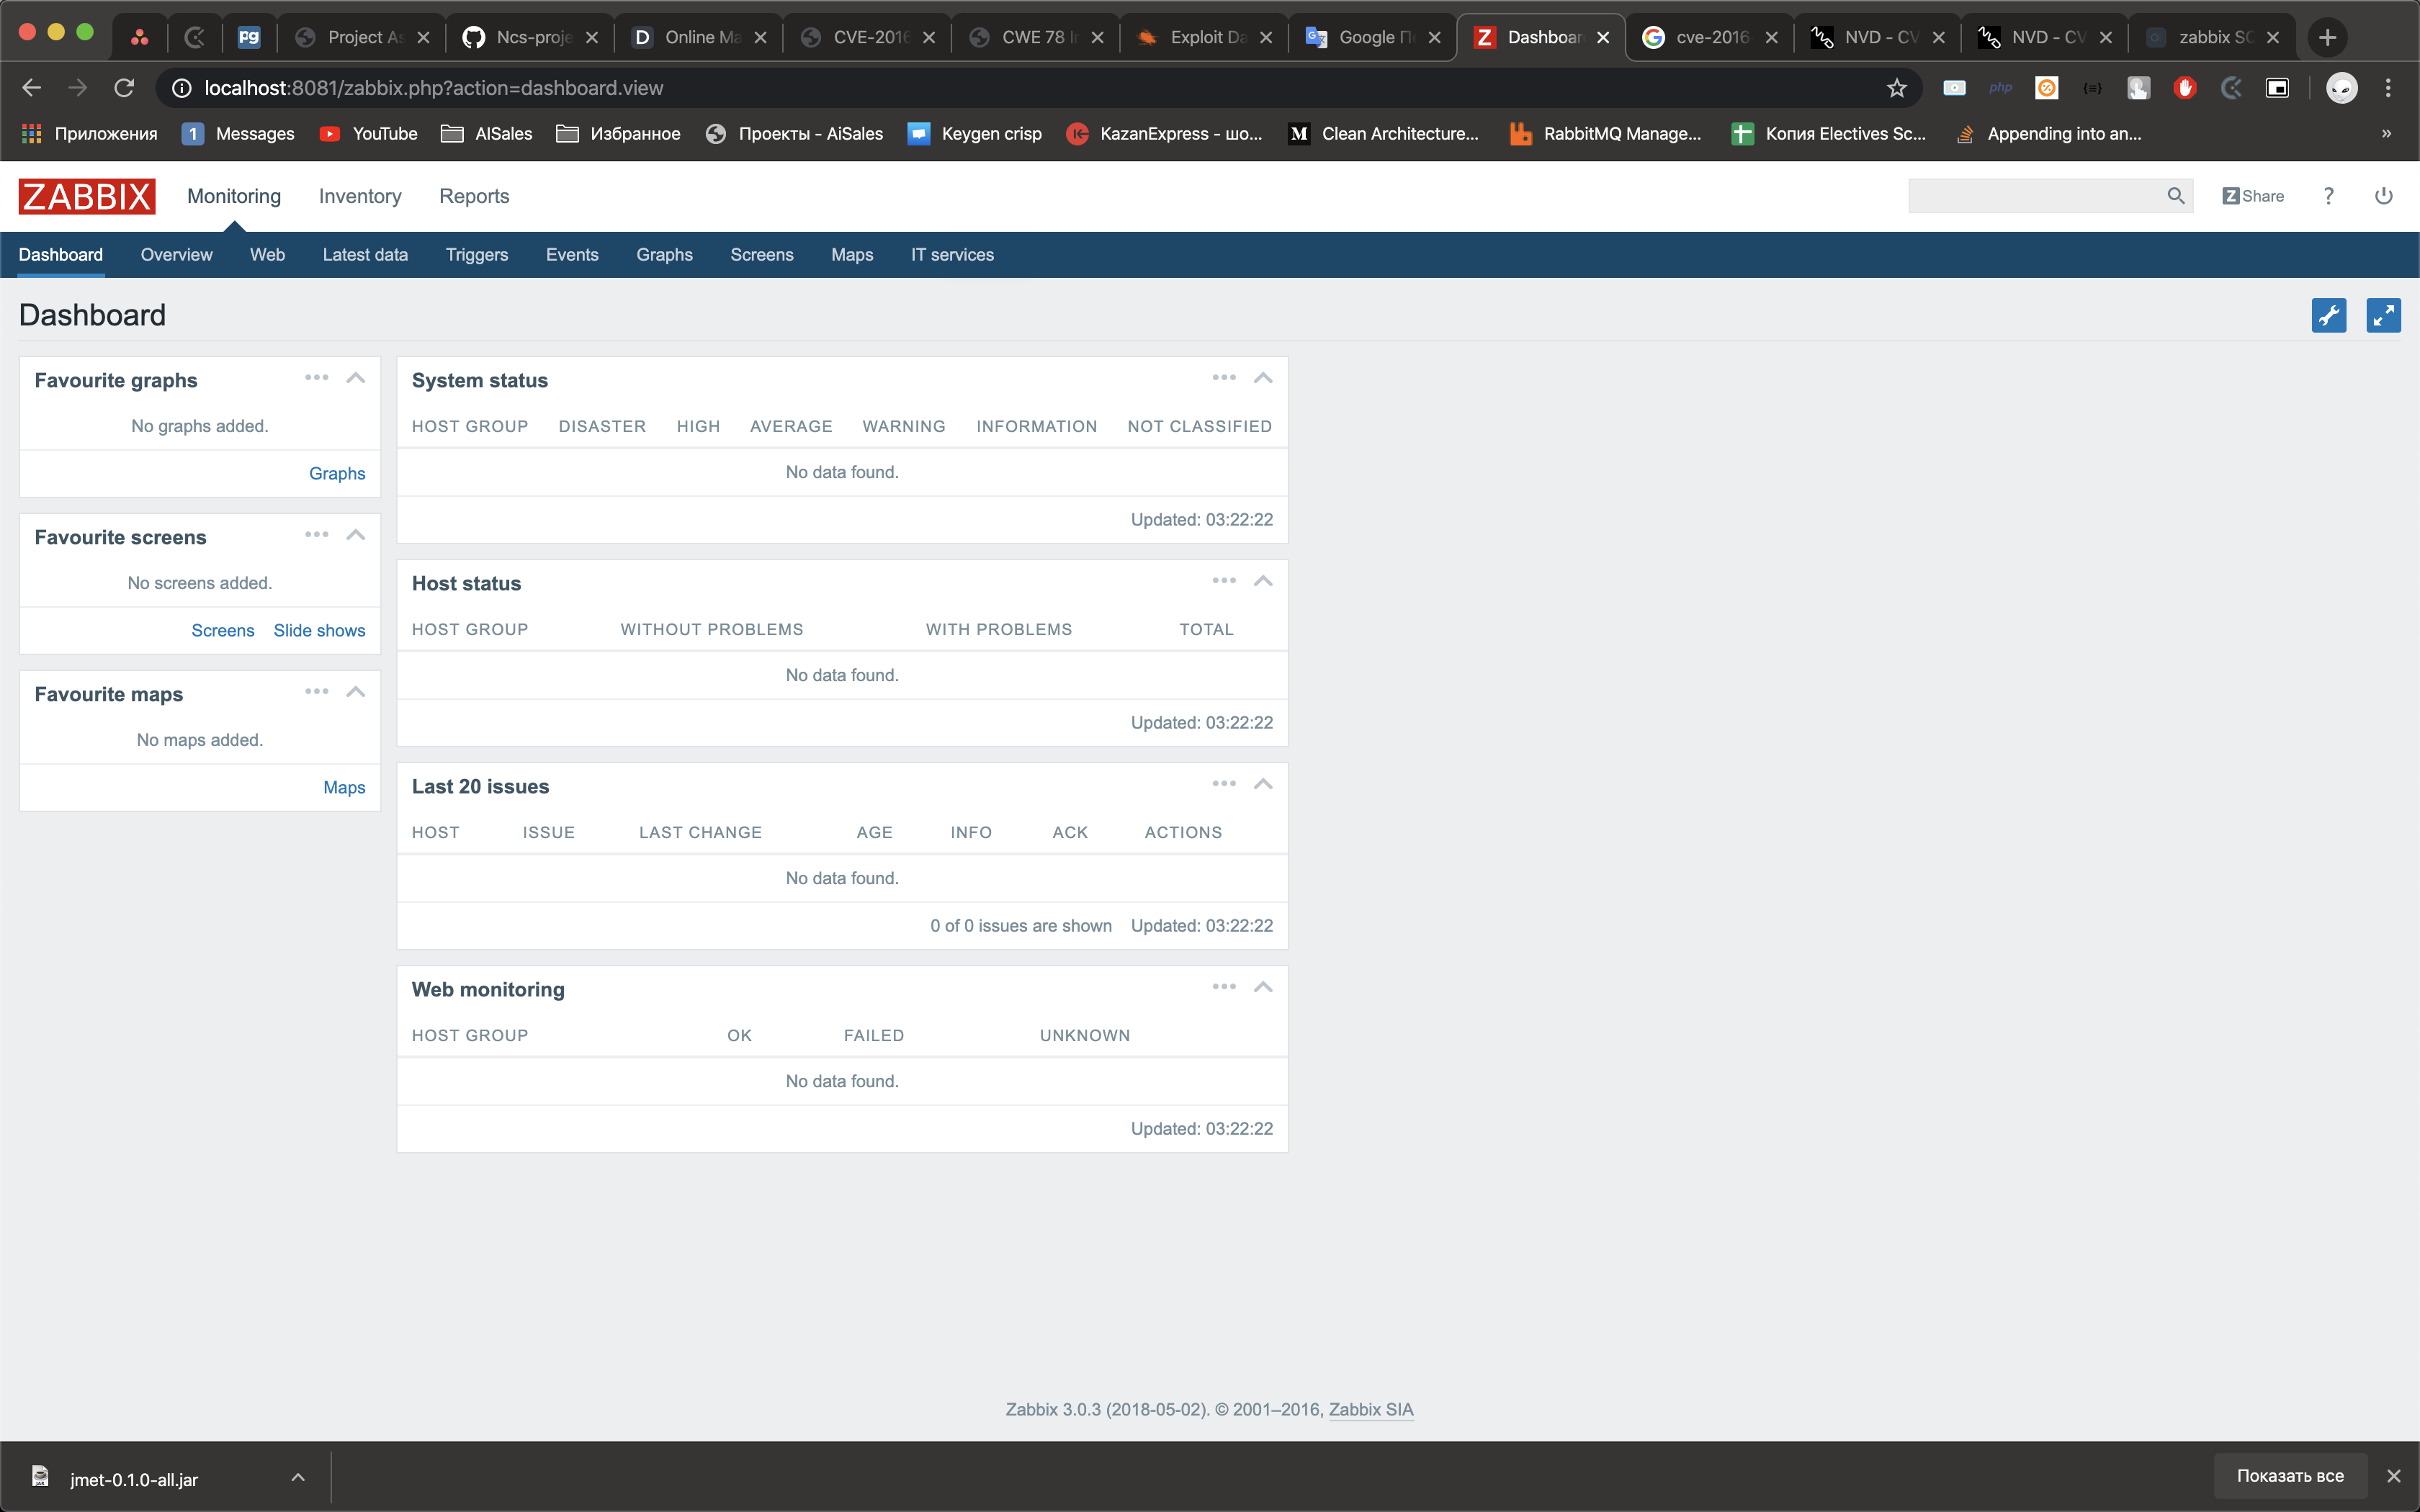 Project As
Ncs-proje
Online Ma
CVE-2016
CWE 78 I
Exploit Da
Google П
Dashboar
cve-2016
NVD - CV
NVD - CV
zabbix SC
localhost:8081/zabbix.php?action=dashboard.view
Приложения
Messages
YouTube
AISales
Избранное
Проекты - AiSales
Keygen crisp
KazanExpress - шо...
Clean Architecture...
RabbitMQ Manage...
Копия Electives Sc...
Appending into an...
»
ZABBIX Monitoring Inventory Reports
Share ?
Dashboard Overview Web Latest data Triggers Events Graphs Screens Maps IT services
Dashboard
Favourite graphs
No graphs added.
Graphs
Favourite screens
No screens added.
Screens Slide shows
Favourite maps
No maps added.
Maps
System status
HOST GROUP DISASTER HIGH AVERAGE WARNING INFORMATION NOT CLASSIFIED
No data found.
Updated: 03:22:22
Host status
HOST GROUP WITHOUT PROBLEMS WITH PROBLEMS TOTAL
No data found.
Updated: 03:22:22
Last 20 issues
HOST ISSUE LAST CHANGE AGE INFO ACK ACTIONS
No data found.
0 of 0 issues are shown Updated: 03:22:22
Web monitoring
HOST GROUP OK FAILED UNKNOWN
No data found.
Updated: 03:22:22
Zabbix 3.0.3 (2018-05-02). © 2001–2016, Zabbix SIA
jmet-0.1.0-all.jar
Показать все